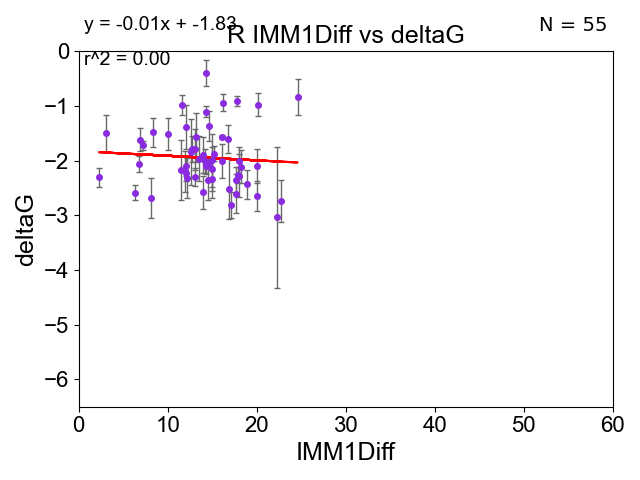 y = -0.01x + -1.83
N = 55
R IMM1Diff vs deltaG
r^2 = 0.00
0
−1
−2
−3
−4
−5
−6
deltaG
0 10 20 30 40 50 60
IMM1Diff